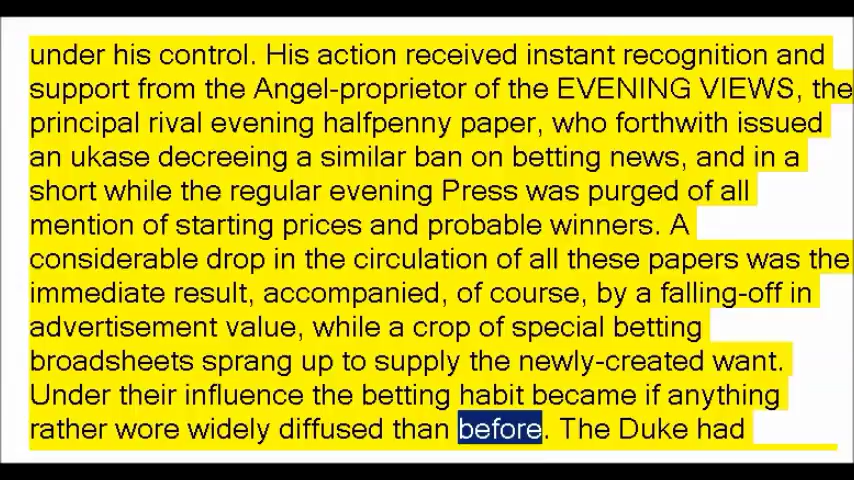 under his control. His action received instant recognition and
support from the Angel-proprietor of the EVENING VIEWS, the
principal rival evening halfpenny paper, who forthwith issued
an ukase decreeing a similar ban on betting news, and in a
short while the regular evening Press was purged of all
mention of starting prices and probable winners. A
considerable drop in the circulation of all these papers was the
immediate result, accompanied, of course, by a falling-off in
advertisement value, while a crop of special betting
broadsheets sprang up to supply the newly-created want.
Under their influence the betting habit became if anything
rather wore widely diffused than before. The Duke had